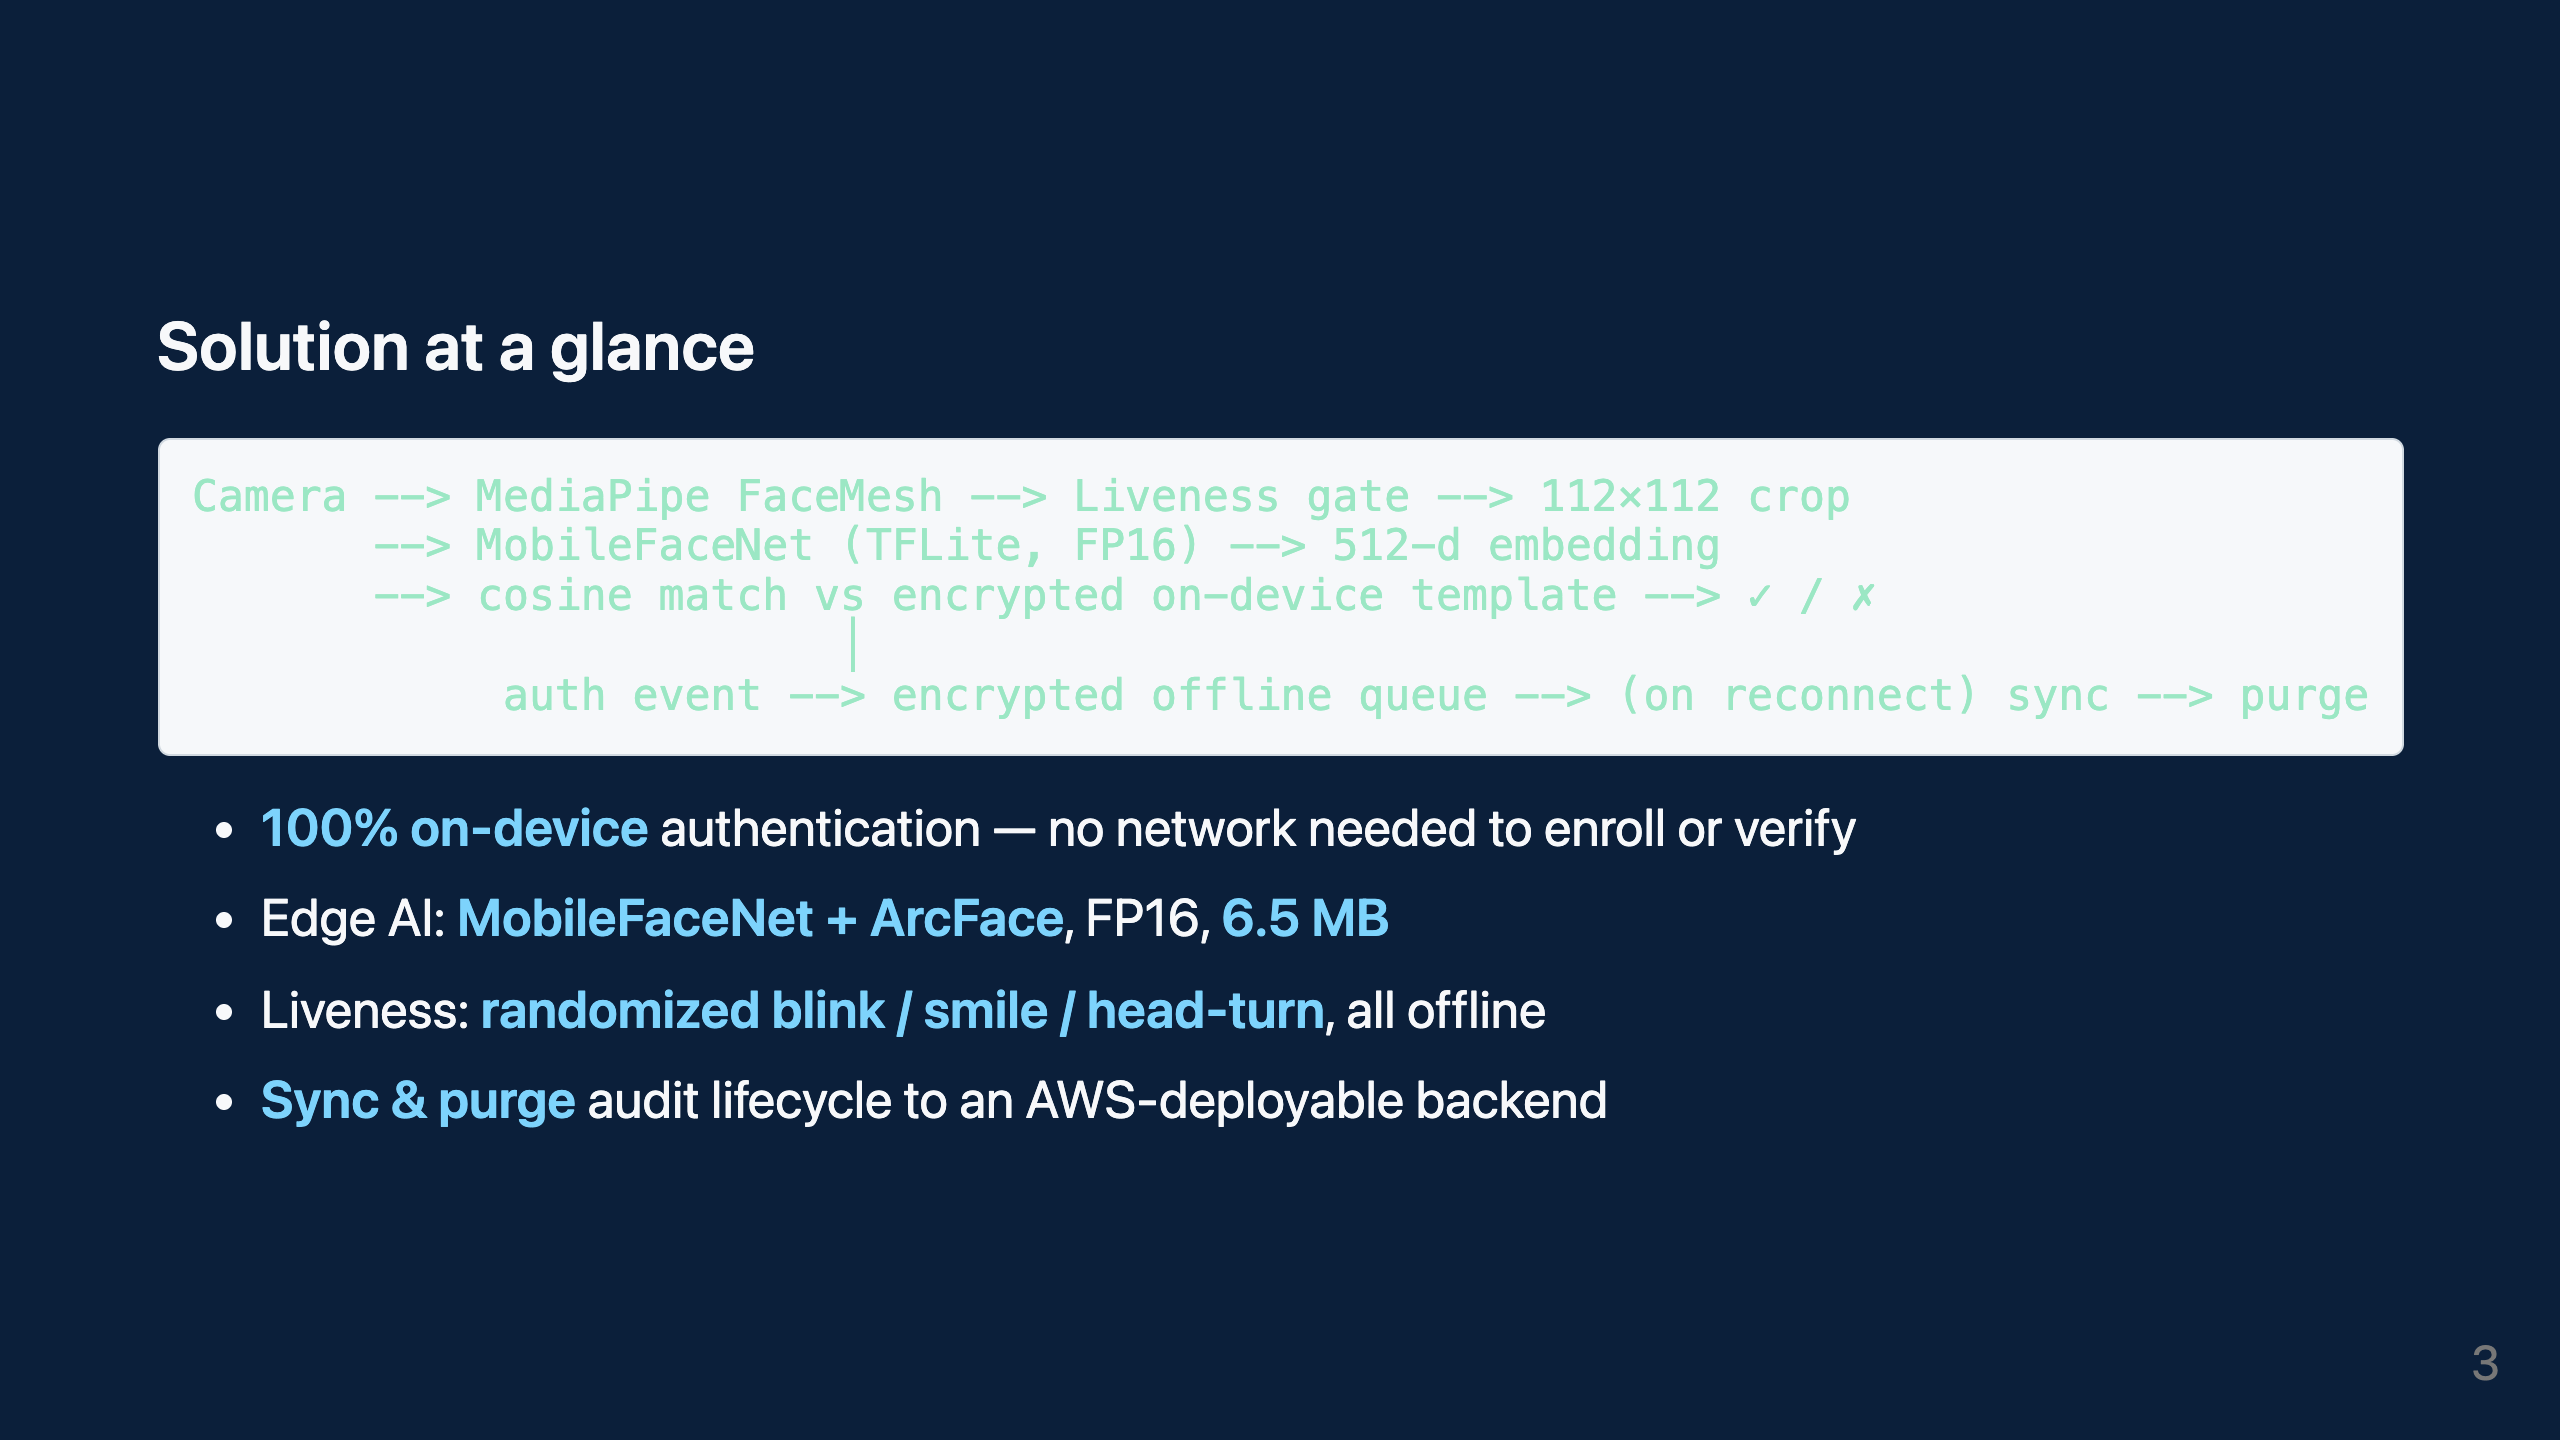 Solution at a glance
Camera --> MediaPipe FaceMesh --> Liveness gate --> 112×112 crop
--> MobileFaceNet (TFLite, FP16) --> 512-d embedding
--> cosine match vs encrypted on-device template --> ✓ / ✗
|
auth event --> encrypted offline queue --> (on reconnect) sync --> purge
• 100% on-device authentication — no network needed to enroll or verify
• Edge AI: MobileFaceNet + ArcFace, FP16, 6.5 MB
• Liveness: randomized blink / smile / head-turn, all offline
• Sync & purge audit lifecycle to an AWS-deployable backend
3